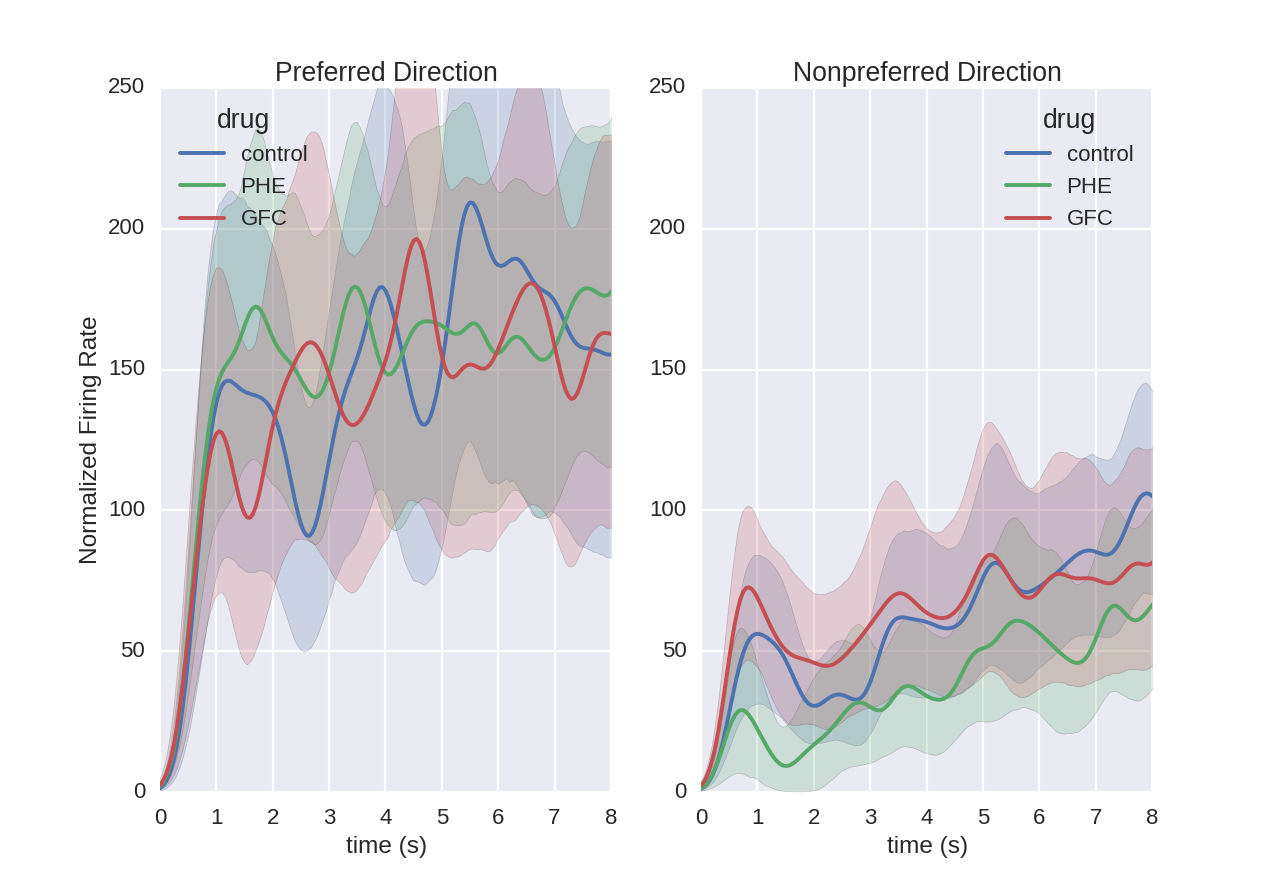 Preferred Direction
250
200
150
100
50
0
Normalized Firing Rate
drug
control
PHE
GFC
0 1 2 3 4 5 6 7 8
time (s)
Nonpreferred Direction
250
200
150
100
50
0
drug
control
PHE
GFC
0 1 2 3 4 5 6 7 8
time (s)